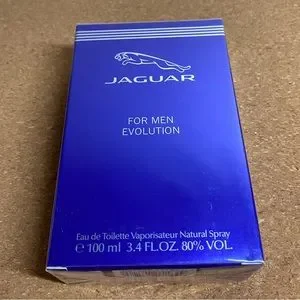 JAGUAR
FOR MEN
EVOLUTION
Eau de Toilette Vaporisateur Natural Spray
℮ 100 ml 3.4 FL.OZ. 80% VOL.